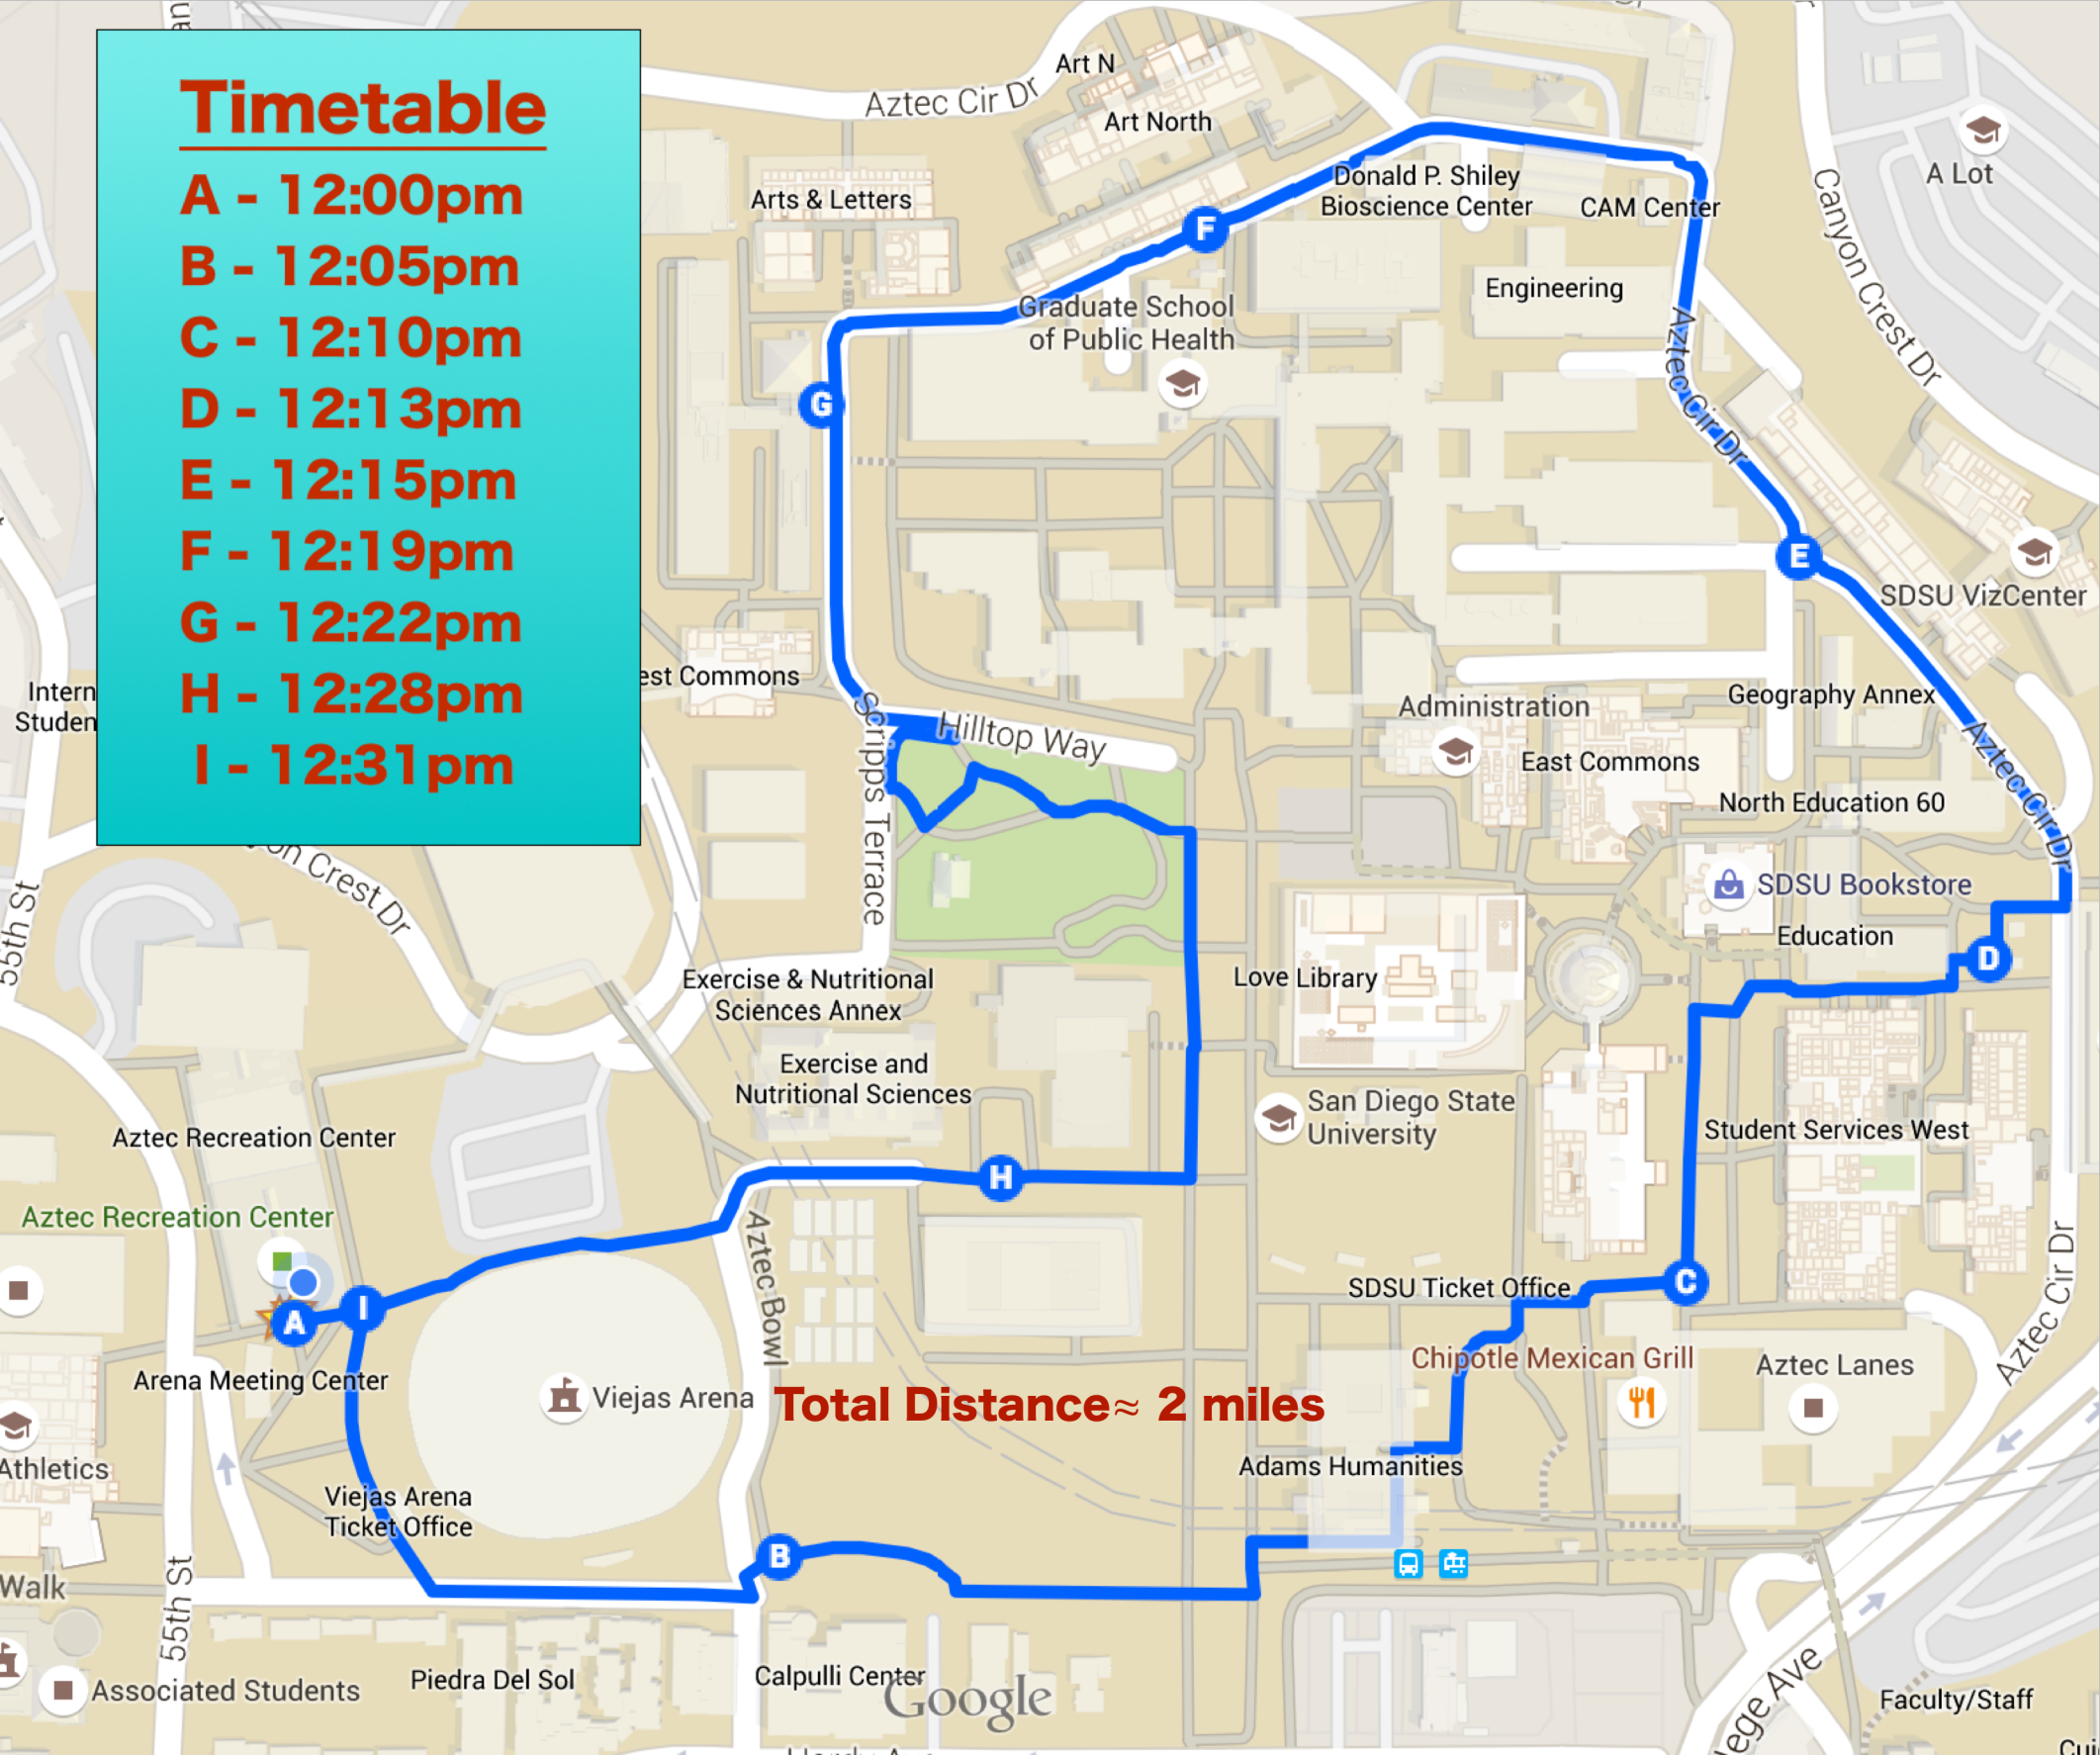 Timetable
A - 12:00pm
B - 12:05pm
C - 12:10pm
D - 12:13pm
E - 12:15pm
F - 12:19pm
G - 12:22pm
H - 12:28pm
I - 12:31pm
Aztec Cir Dr
Art N
Art North
Arts & Letters
Donald P. Shiley
Bioscience Center
CAM Center
A Lot
Canyon Crest Dr
F
Engineering
Graduate School
of Public Health
Aztec Cir Dr
G
E
SDSU VizCenter
est Commons
Intern
Studen
Scripps Terrace
Hilltop Way
Administration
Geography Annex
East Commons
Aztec Cir Dr
North Education 60
SDSU Bookstore
on Crest Dr
55th St
Education
D
Exercise & Nutritional
Sciences Annex
Love Library
Exercise and
Nutritional Sciences
San Diego State
University
Student Services West
Aztec Recreation Center
H
Aztec Recreation Center
Aztec Bowl
SDSU Ticket Office
C
A
I
Arena Meeting Center
Chipotle Mexican Grill
Aztec Lanes
Aztec Cir Dr
Viejas Arena
Total Distance≈ 2 miles
Athletics
Adams Humanities
Viejas Arena
Ticket Office
B
Walk
55th St
Associated Students
Piedra Del Sol
Calpulli Center
Google
lege Ave
Faculty/Staff